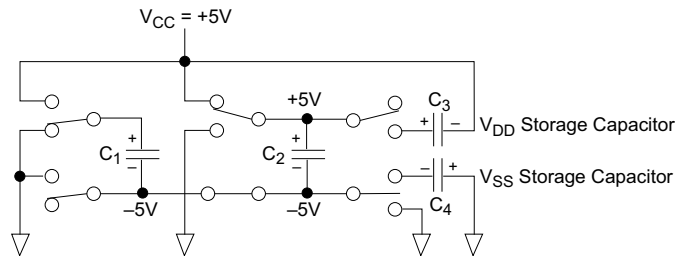 V_CC = +5V
+5V
C_3
+
–
V_DD Storage Capacitor
C_1
+
–
C_2
+
–
–
+
V_SS Storage Capacitor
C_4
–5V
–5V